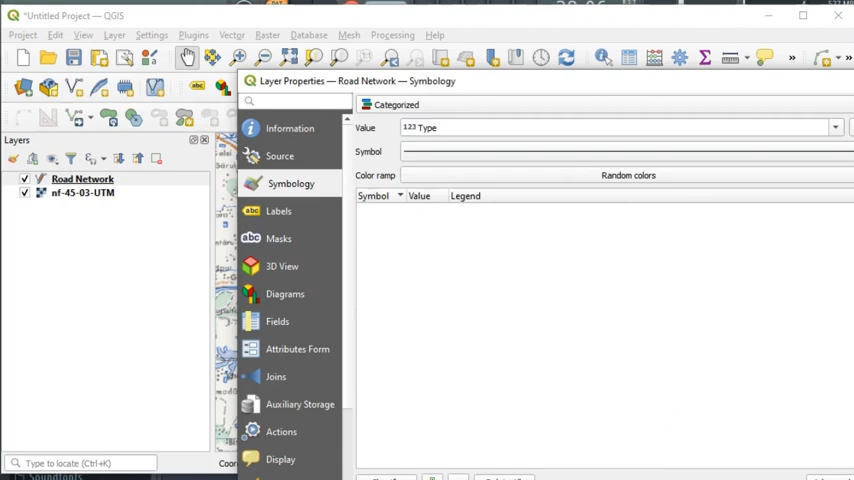 *Untitled Project — QGIS
Project Edit View Layer Settings Plugins Vector Raster Database Mesh Processing Help
Layer Properties — Road Network — Symbology
Layers
Road Network
nf-45-03-UTM
Information
Source
Symbology
Labels
Masks
3D View
Diagrams
Fields
Attributes Form
Joins
Auxiliary Storage
Actions
Display
Categorized
Value 123 Type
Symbol
Color ramp Random colors
Symbol Value Legend
Type to locate (Ctrl+K)
Coor
Soundfonts